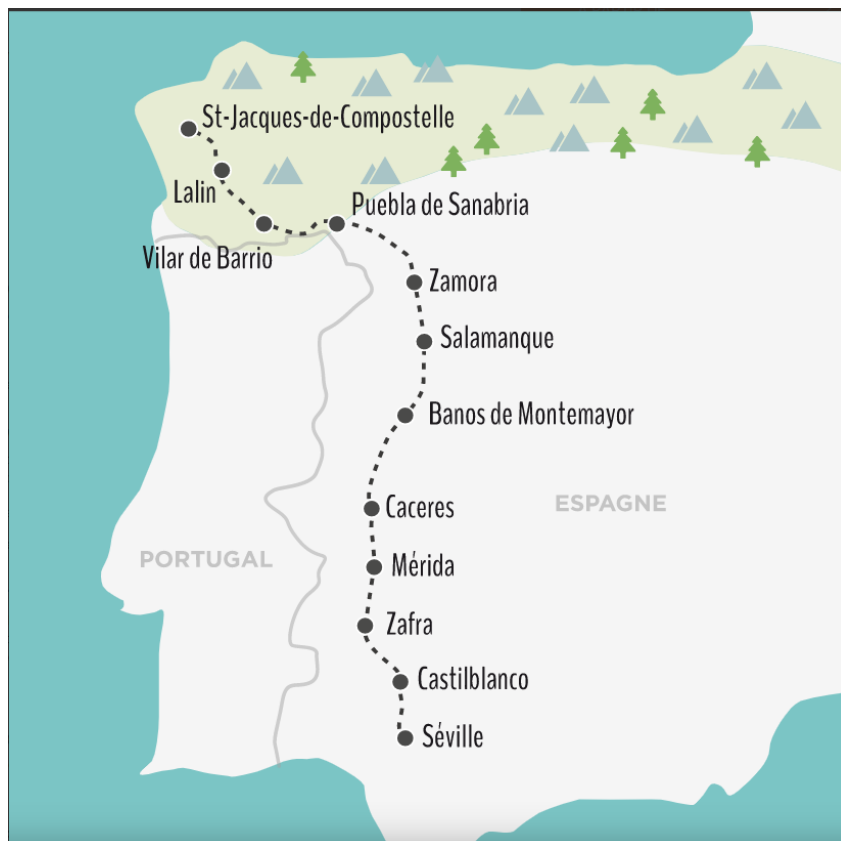 St-Jacques-de-Compostelle
Lalin
Puebla de Sanabria
Vilar de Barrio
Zamora
Salamanque
Banos de Montemayor
Caceres
ESPAGNE
PORTUGAL
Mérida
Zafra
Castilblanco
Séville